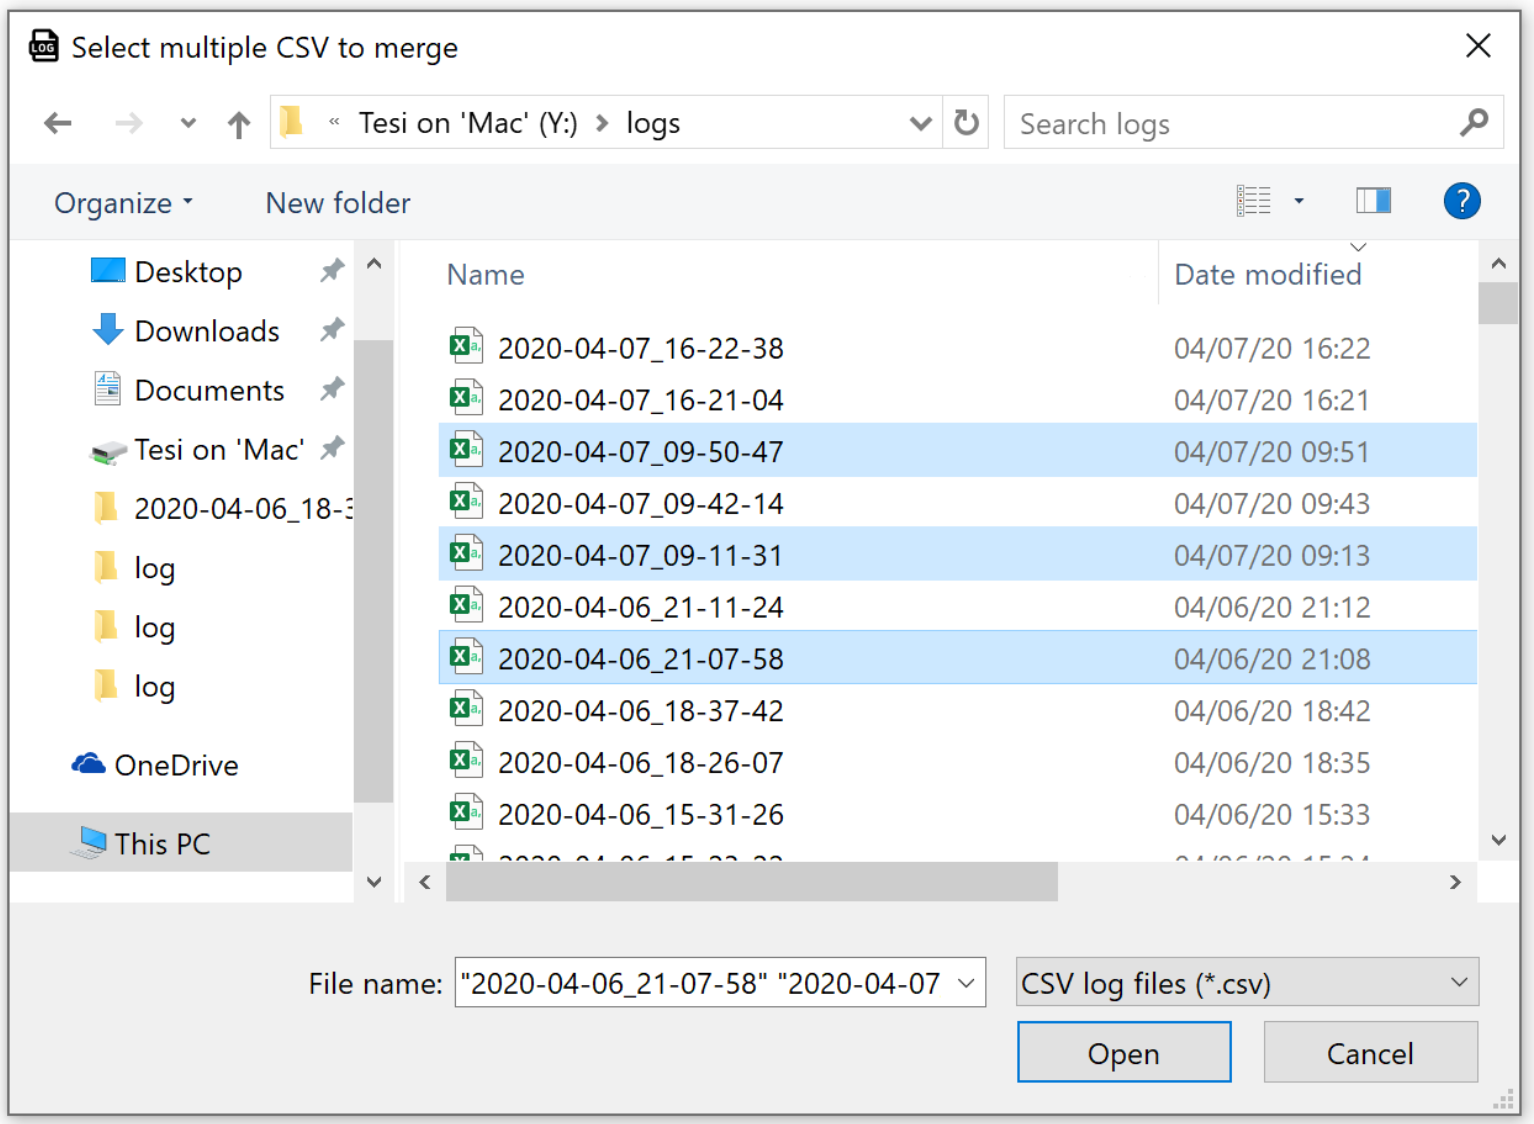 LOG Select multiple CSV to merge
« Tesi on 'Mac' (Y:) > logs
Search logs
Organize New folder
?
Desktop
Downloads
Documents
Tesi on 'Mac'
2020-04-06_18-3
log
log
log
OneDrive
This PC
Name Date modified
2020-04-07_16-22-38 04/07/20 16:22
2020-04-07_16-21-04 04/07/20 16:21
2020-04-07_09-50-47 04/07/20 09:51
2020-04-07_09-42-14 04/07/20 09:43
2020-04-07_09-11-31 04/07/20 09:13
2020-04-06_21-11-24 04/06/20 21:12
2020-04-06_21-07-58 04/06/20 21:08
2020-04-06_18-37-42 04/06/20 18:42
2020-04-06_18-26-07 04/06/20 18:35
2020-04-06_15-31-26 04/06/20 15:33
File name: "2020-04-06_21-07-58" "2020-04-07
CSV log files (*.csv)
Open Cancel